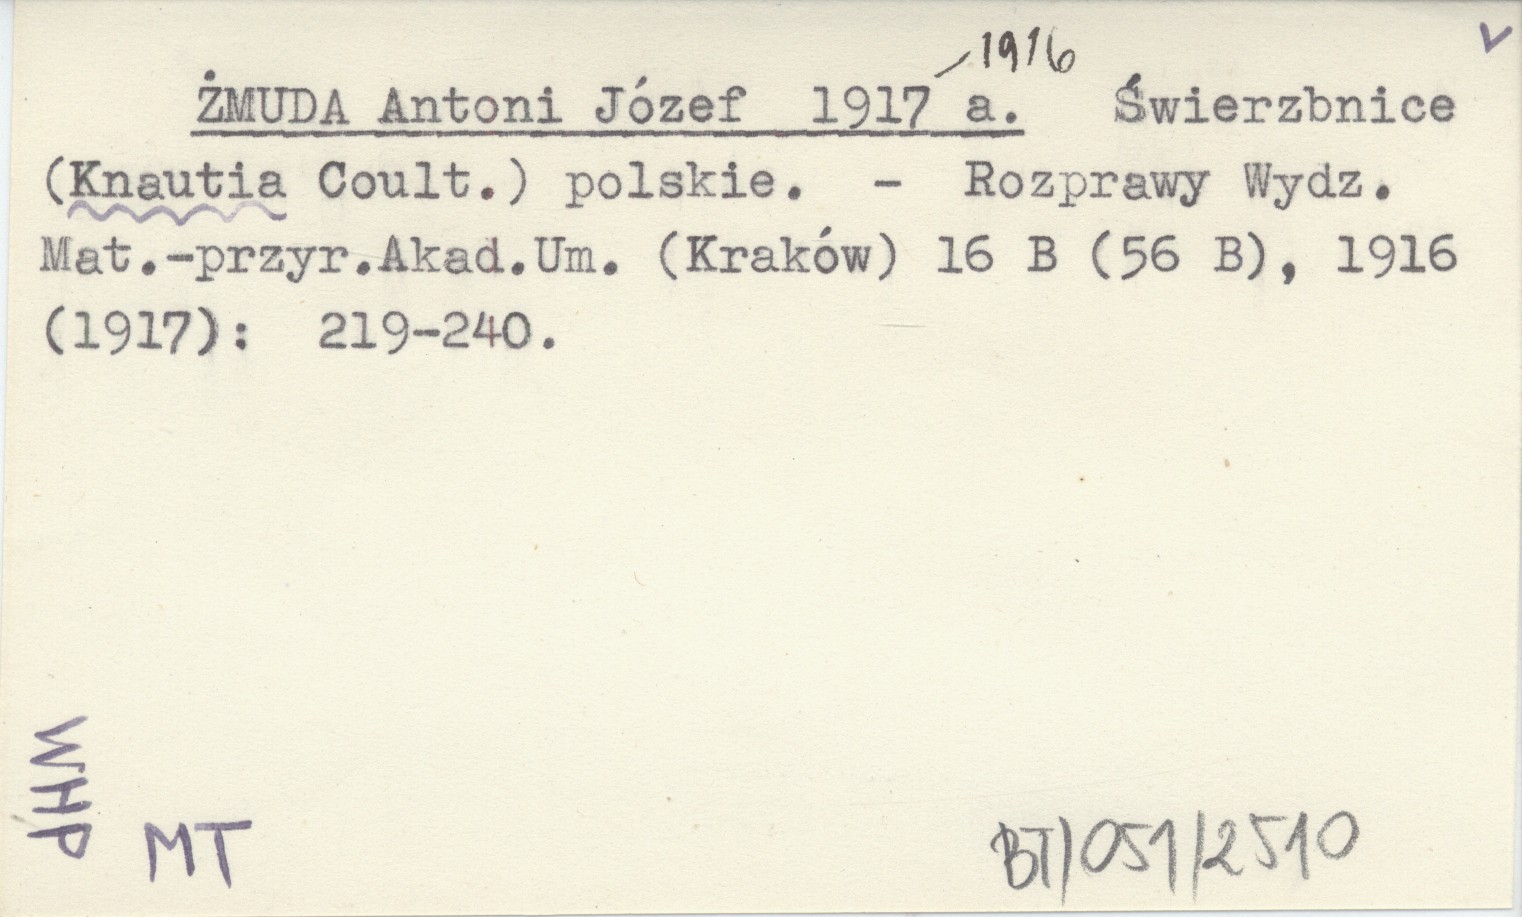 1916
ŻMUDA Antoni Józef 1917 a. Świerzbnice
(Knautia Coult.) polskie. - Rozprawy Wydz.
Mat.-przyr.Akad.Um. (Kraków) 16 B (56 B), 1916
(1917): 219-240.
WHP
MT
BT/051/2510